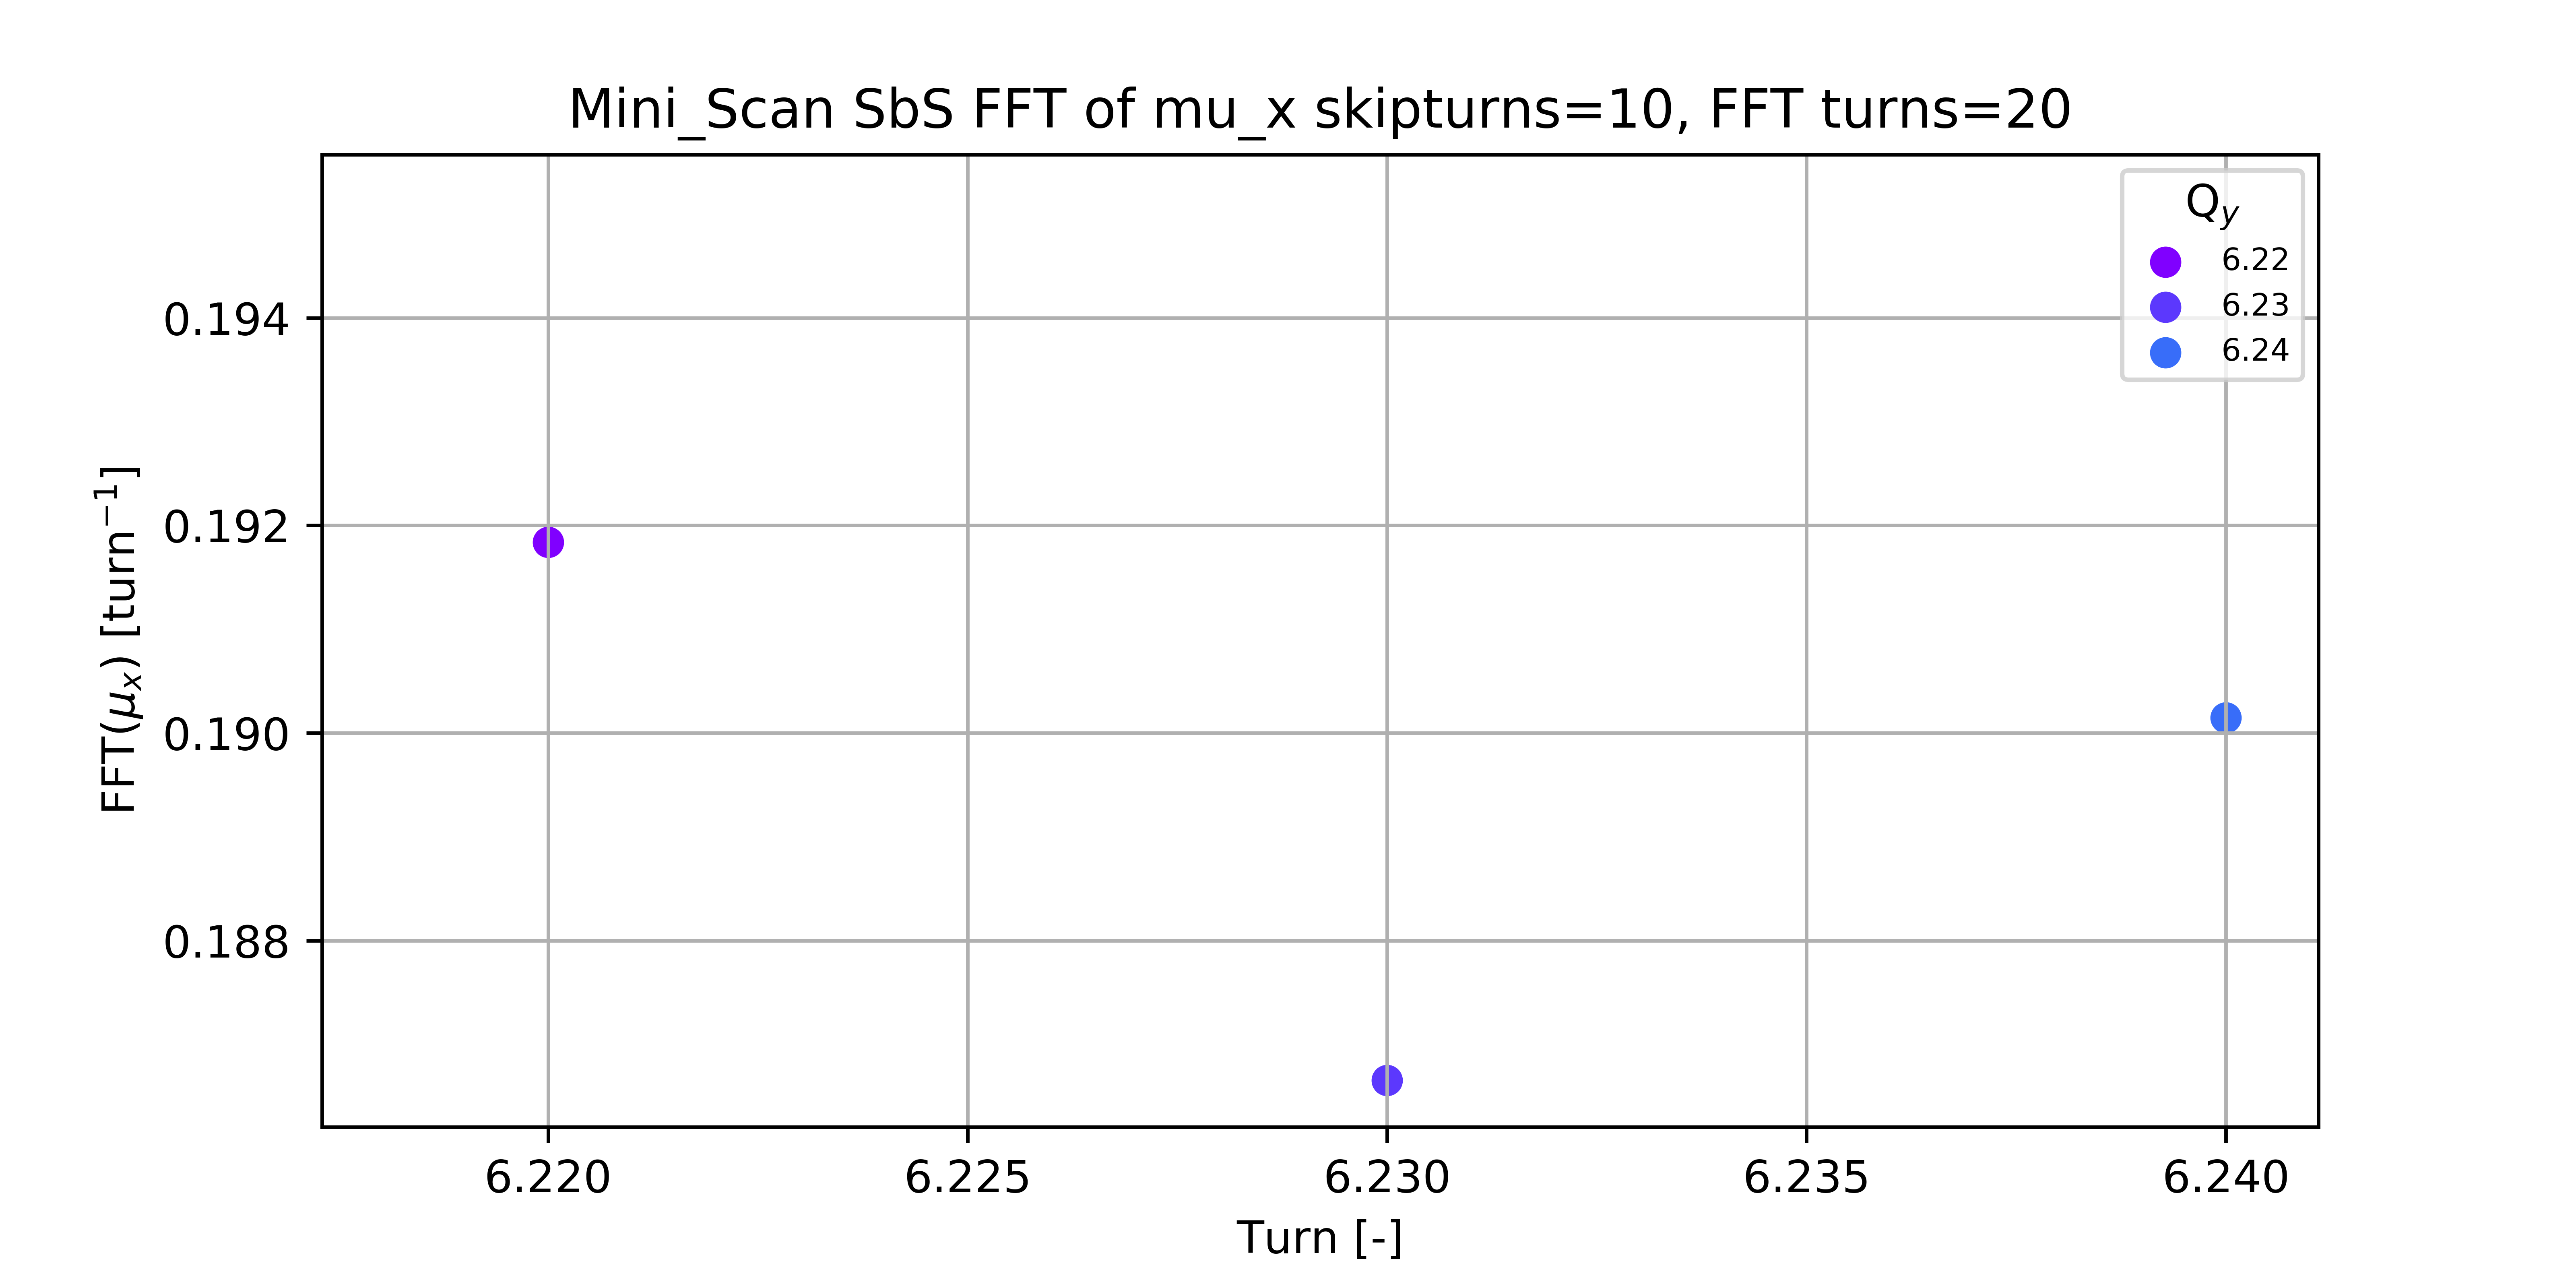 Mini_Scan SbS FFT of mu_x skipturns=10, FFT turns=20
Q_y
6.22
6.23
6.24
FFT(μ_x) [turn⁻¹]
0.194
0.192
0.190
0.188
6.220 6.225 6.230 6.235 6.240
Turn [-]